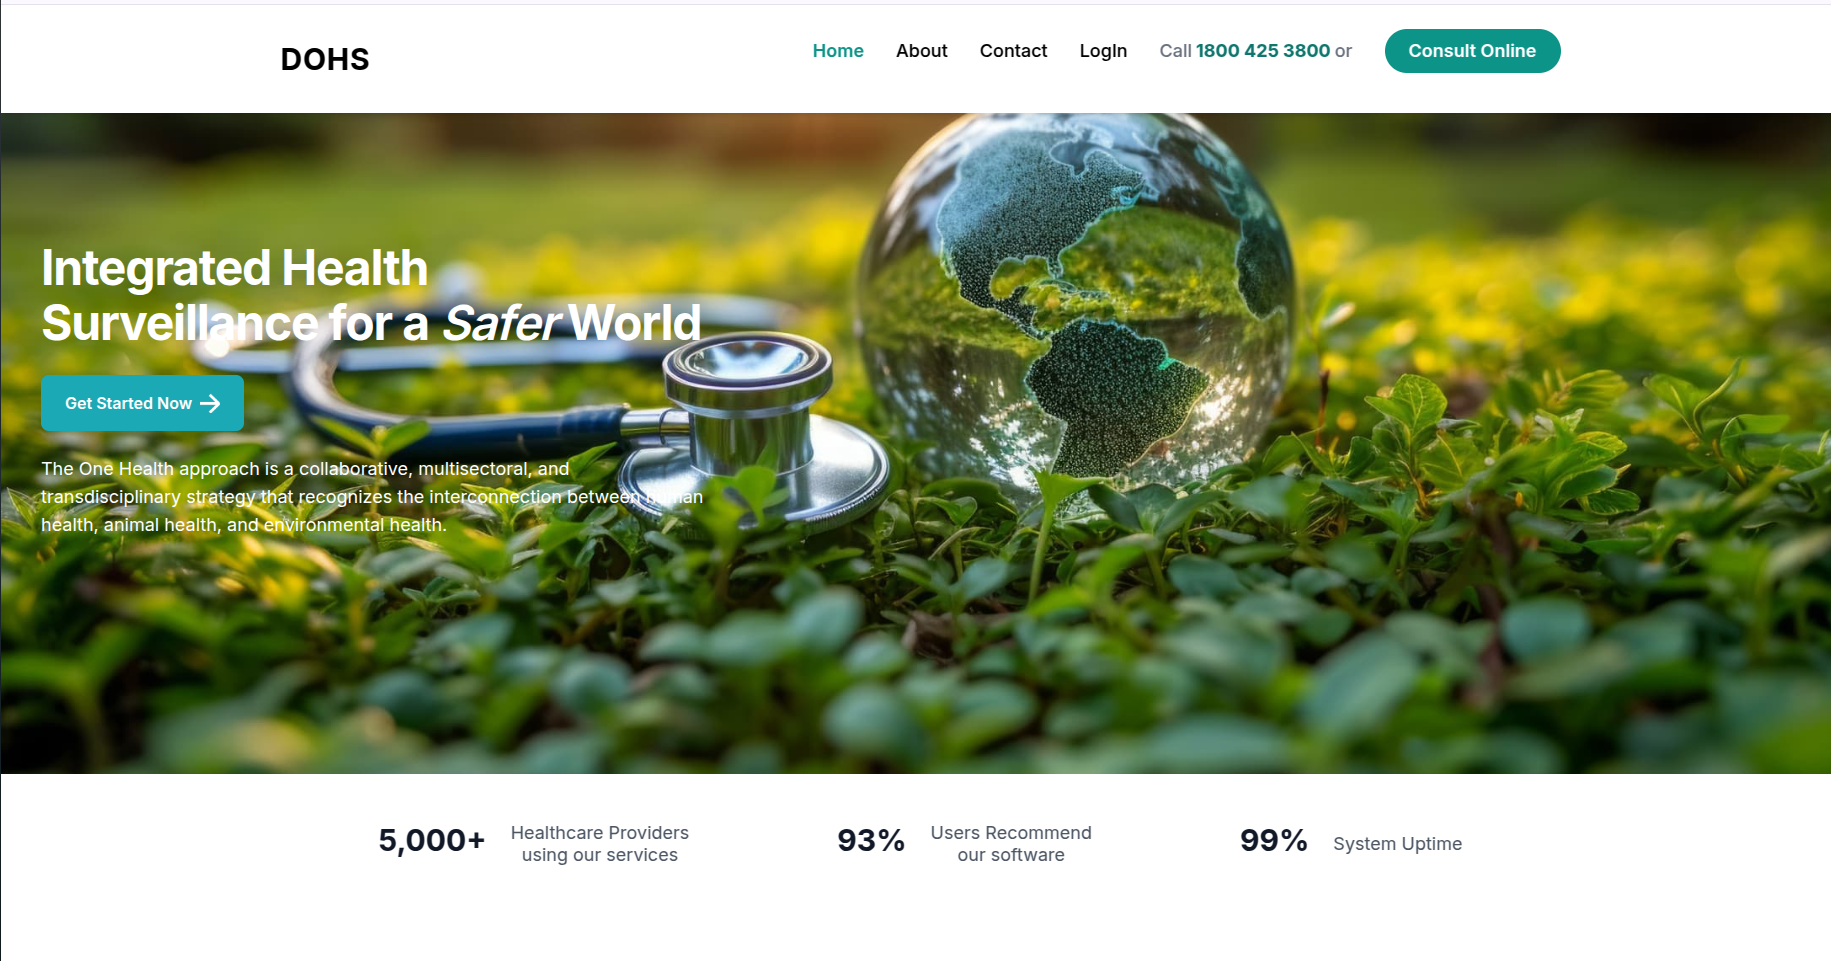 DOHS
Home About Contact LogIn Call 1800 425 3800 or Consult Online
Integrated Health
Surveillance for a Safer World
Get Started Now
The One Health approach is a collaborative, multisectoral, and
transdisciplinary strategy that recognizes the interconnection between human
health, animal health, and environmental health.
5,000+ Healthcare Providers
using our services
93% Users Recommend
our software
99% System Uptime